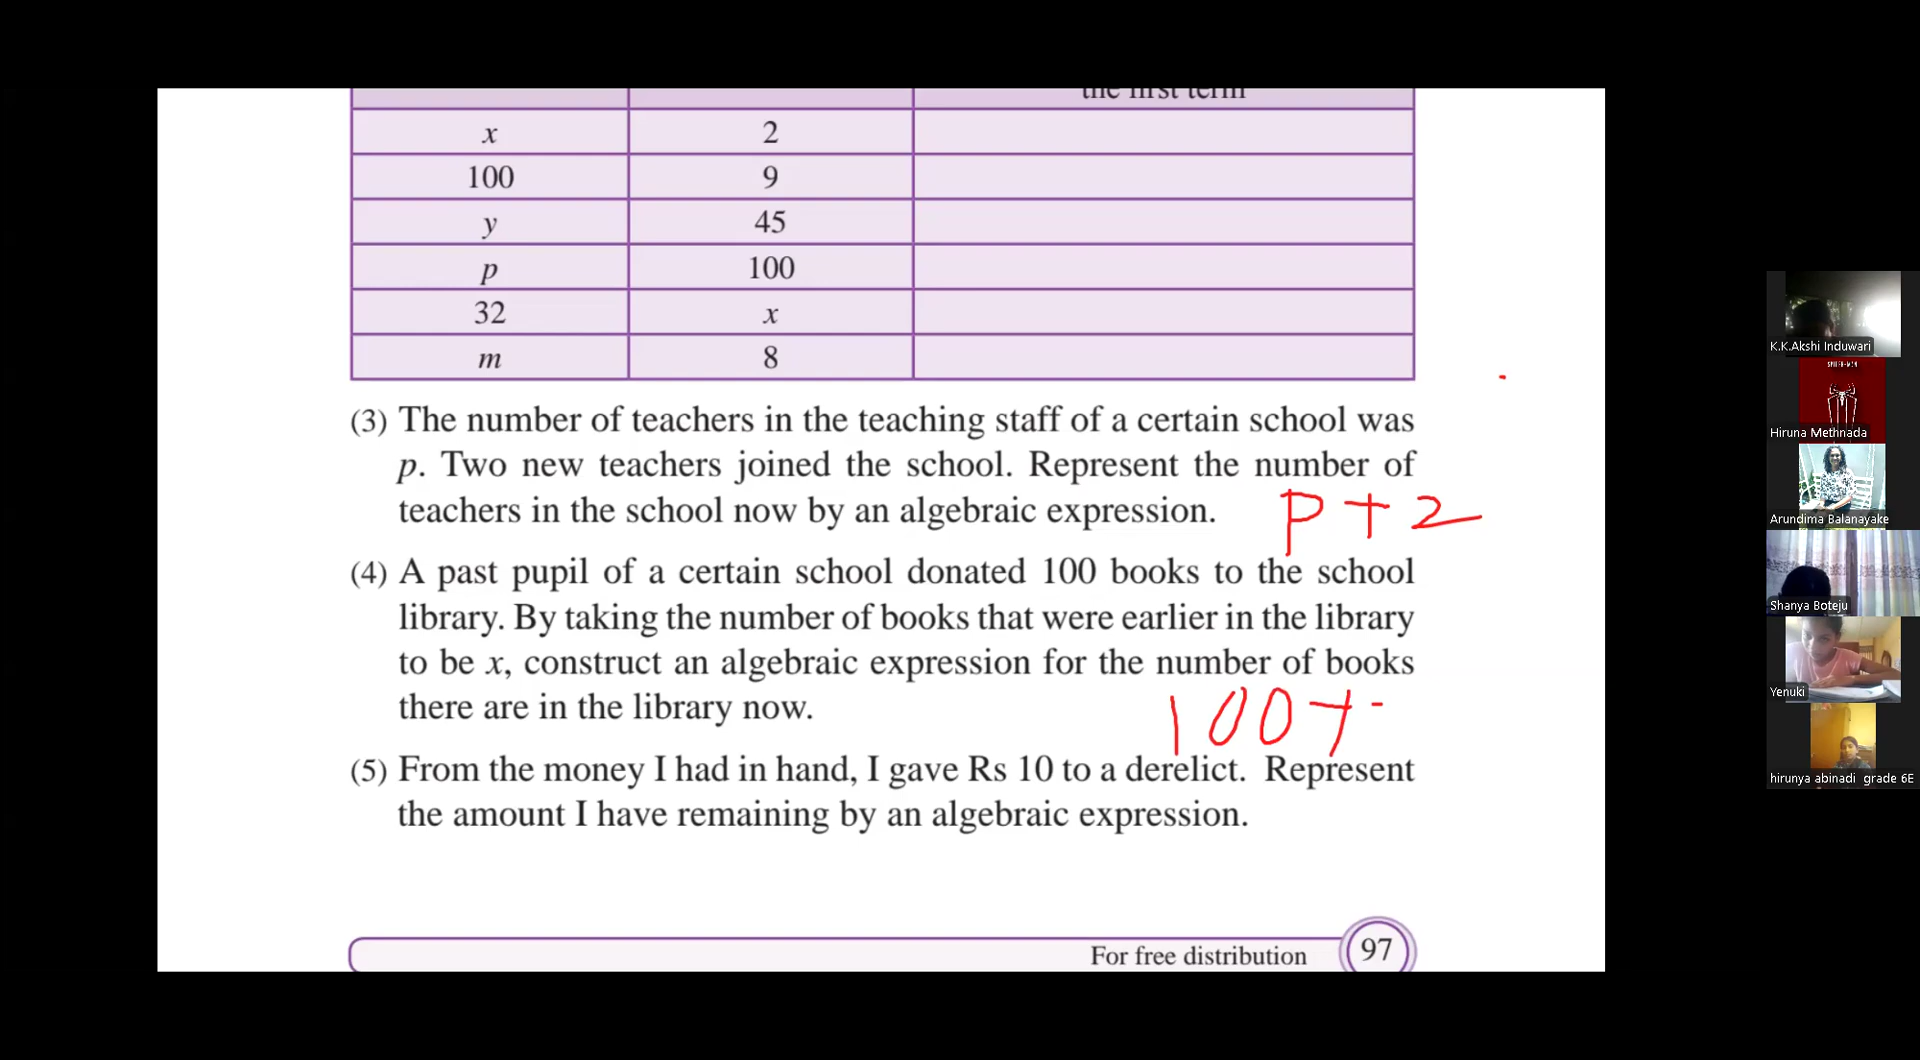 the first term
x 2
100 9
y 45
p 100
32 x
m 8
(3) The number of teachers in the teaching staff of a certain school was
p. Two new teachers joined the school. Represent the number of
teachers in the school now by an algebraic expression.
P + 2
(4) A past pupil of a certain school donated 100 books to the school
library. By taking the number of books that were earlier in the library
to be x, construct an algebraic expression for the number of books
there are in the library now.
100 +
(5) From the money I had in hand, I gave Rs 10 to a derelict. Represent
the amount I have remaining by an algebraic expression.
For free distribution 97
K.K.Akshi Induwari
SPIDER-MAN
Hiruna Methnada
Arundima Balanayake
Shanya Boteju
Yenuki
hirunya abinadi grade 6E